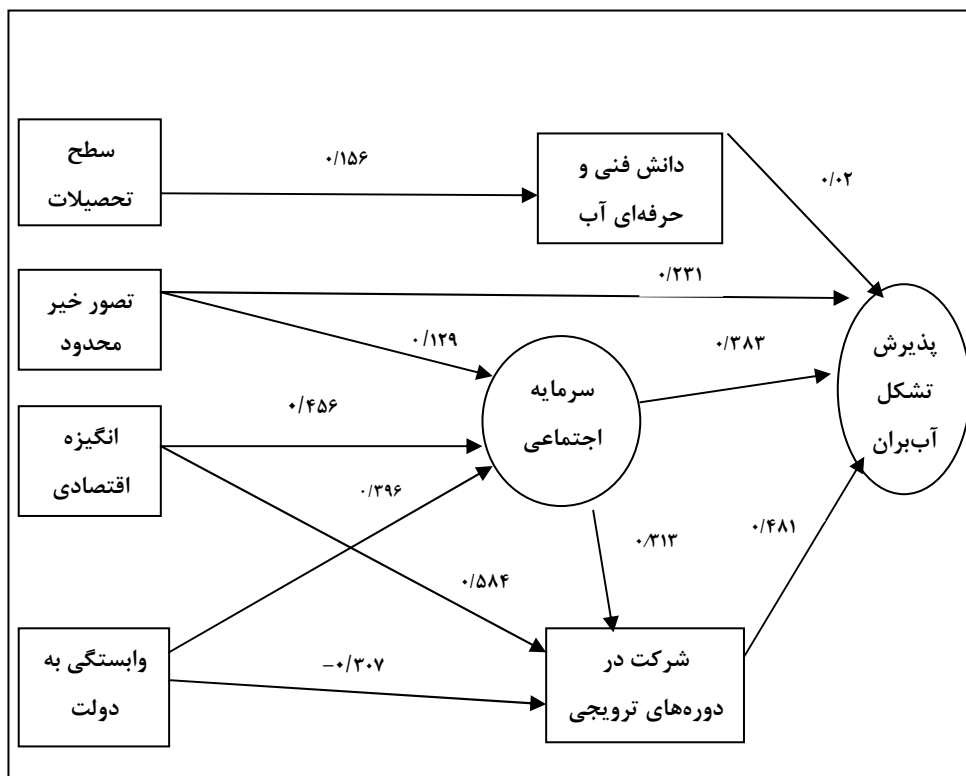 سطح
تحصیلات
۰/۱۵۶
دانش فنی و
حرفه‌ای آب
۰/۰۲
تصور خیر
محدود
۰/۲۳۱
۰/۱۲۹
سرمایه
اجتماعی
۰/۳۸۳
پذیرش
تشکل
آب‌بران
انگیزه
اقتصادی
۰/۴۵۶
۰/۳۹۶
۰/۵۸۴
۰/۳۱۳
۰/۴۸۱
وابستگی به
دولت
−۰/۳۰۷
شرکت در
دوره‌های ترویجی